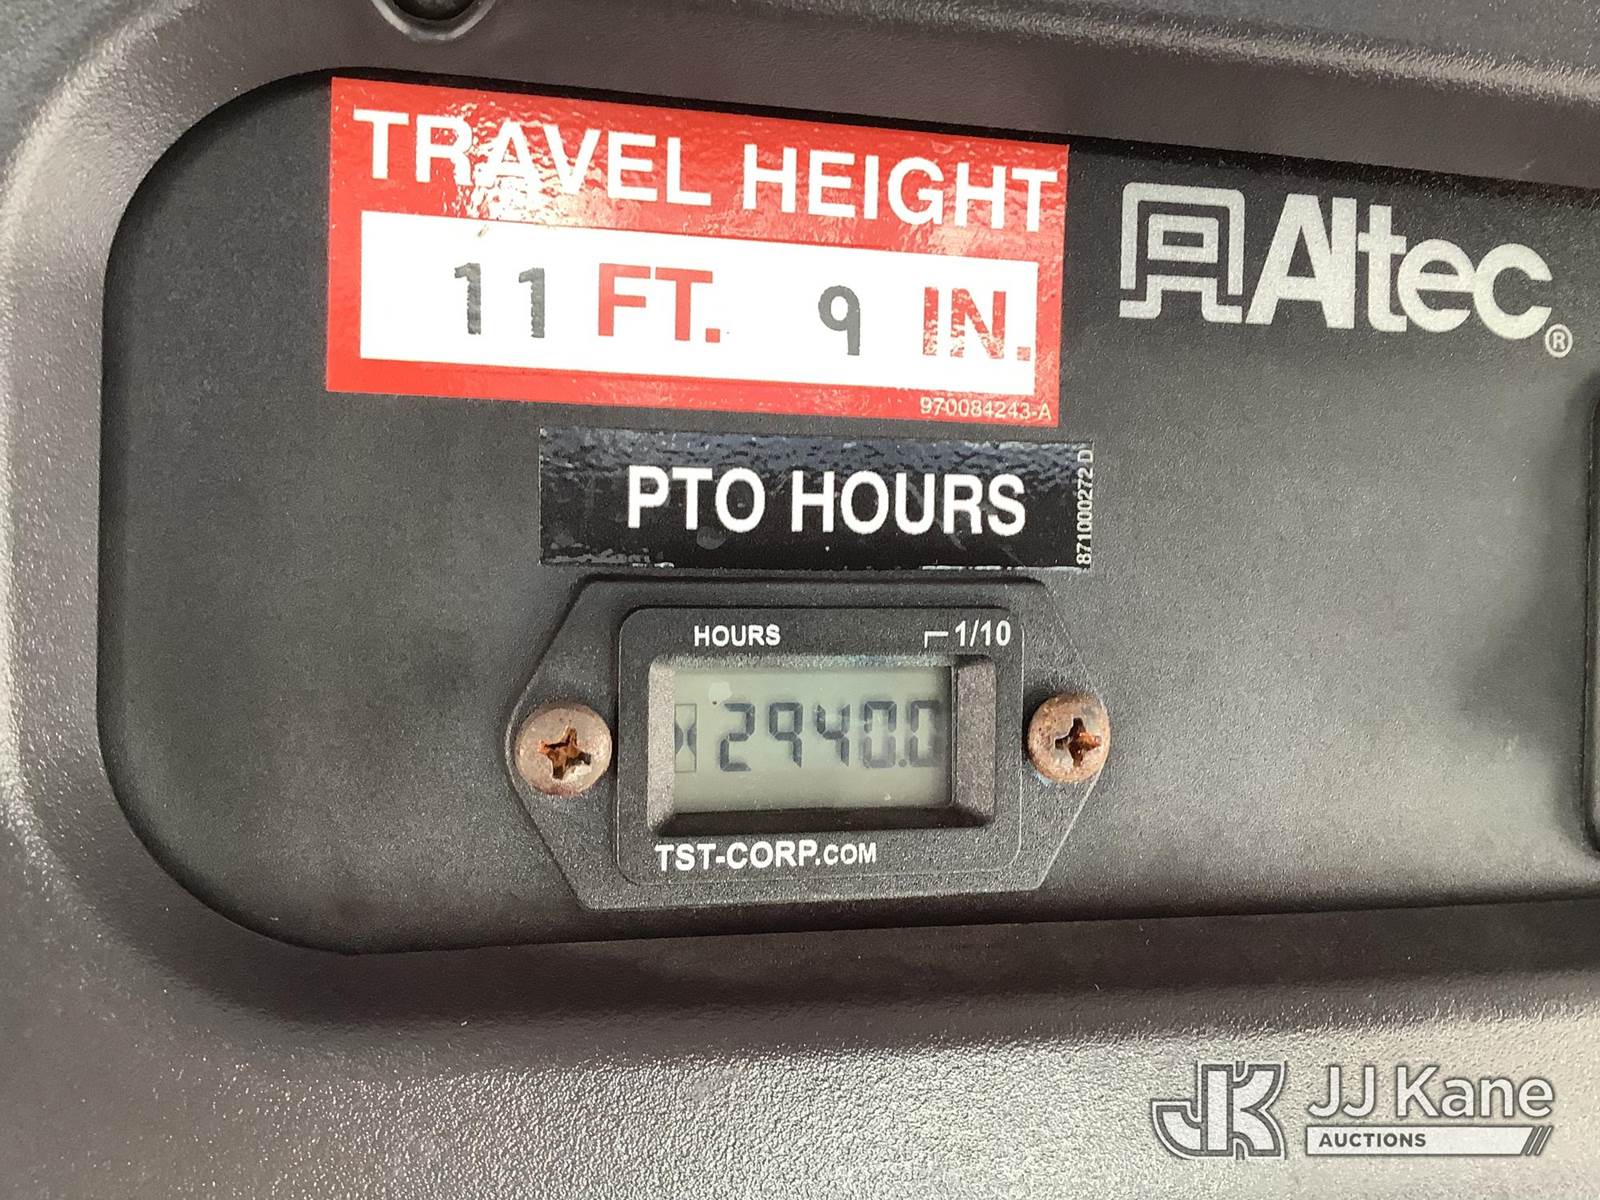 TRAVEL HEIGHT
11 FT. 9 IN.
970084243-A
Altec®
PTO HOURS
871000272 D
HOURS 1/10
2940.0
TST-CORP.COM
JK JJ Kane
AUCTIONS